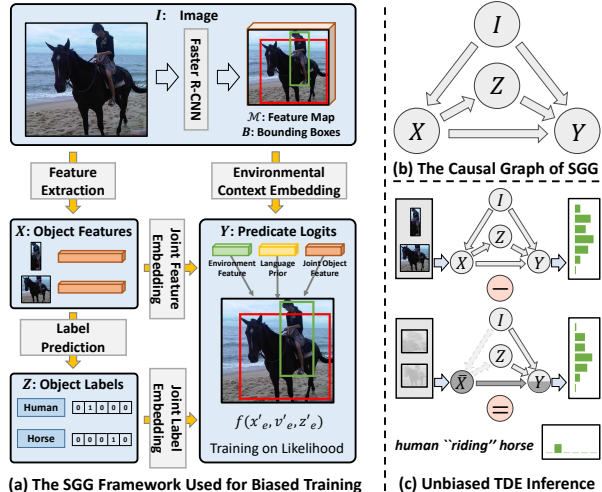 I: Image
Faster R-CNN
M: Feature Map
B: Bounding Boxes
Feature Extraction
Environmental Context Embedding
X: Object Features
Joint Feature Embedding
Y: Predicate Logits
Environment Feature
Language Prior
Joint Object Feature
Label Prediction
Z: Object Labels
Human 0 1 0 0 0
Horse 0 0 0 1 0
Joint Label Embedding
f(x'ₑ, v'ₑ, z'ₑ)
Training on Likelihood
(a) The SGG Framework Used for Biased Training
I
Z
X
Y
(b) The Causal Graph of SGG
I
Z
X
Y
−
I
Z
X̄
Y
=
human ``riding'' horse
(c) Unbiased TDE Inference